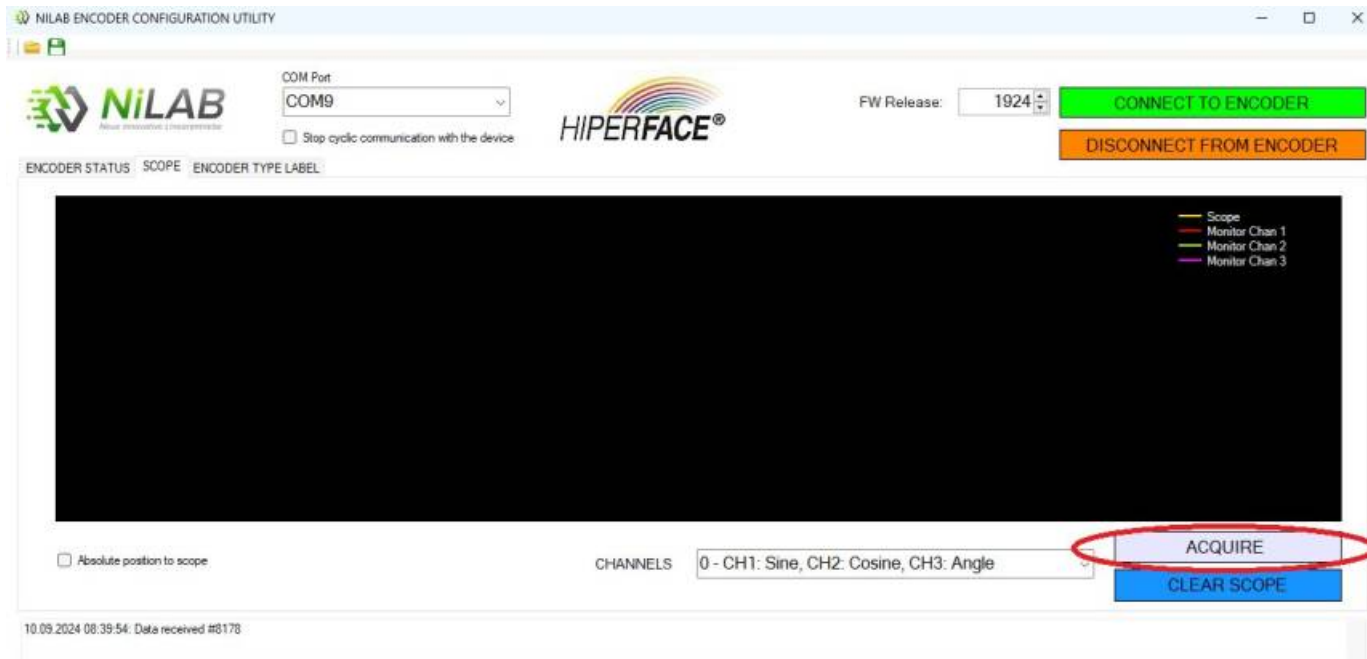 NILAB ENCODER CONFIGURATION UTILITY
COM Port
NiLAB
COM9
HIPERFACE®
FW Release: 1924
CONNECT TO ENCODER
Stop cyclic communication with the device
DISCONNECT FROM ENCODER
ENCODER STATUS SCOPE ENCODER TYPE LABEL
Scope
Monitor Chan 1
Monitor Chan 2
Monitor Chan 3
Absolute position to scope
CHANNELS 0 - CH1: Sine, CH2: Cosine, CH3: Angle
ACQUIRE
CLEAR SCOPE
10.09.2024 08:39:54: Data received #8178